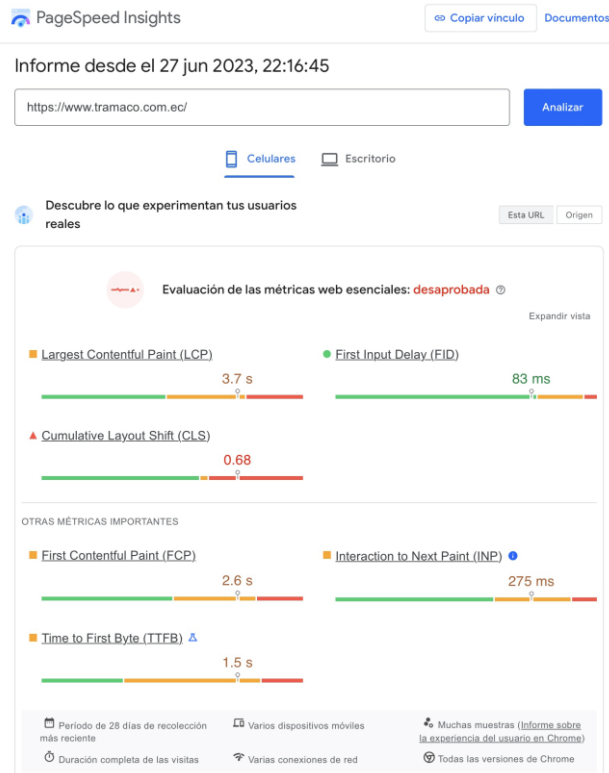 PageSpeed Insights
Copiar vínculo
Documentos
Informe desde el 27 jun 2023, 22:16:45
https://www.tramaco.com.ec/
Analizar
Celulares
Escritorio
Descubre lo que experimentan tus usuarios
reales
Esta URL
Origen
Evaluación de las métricas web esenciales: desaprobada
Expandir vista
Largest Contentful Paint (LCP)
3.7 s
First Input Delay (FID)
83 ms
Cumulative Layout Shift (CLS)
0.68
OTRAS MÉTRICAS IMPORTANTES
First Contentful Paint (FCP)
2.6 s
Interaction to Next Paint (INP)
275 ms
Time to First Byte (TTFB)
1.5 s
Período de 28 días de recolección
más reciente
Varios dispositivos móviles
Muchas muestras (Informe sobre
la experiencia del usuario en Chrome)
Duración completa de las visitas
Varias conexiones de red
Todas las versiones de Chrome